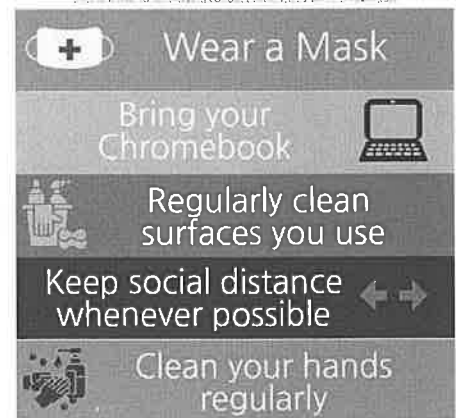 Wear a Mask
Bring your
Chromebook
Regularly clean
surfaces you use
Keep social distance
whenever possible
Clean your hands
regularly